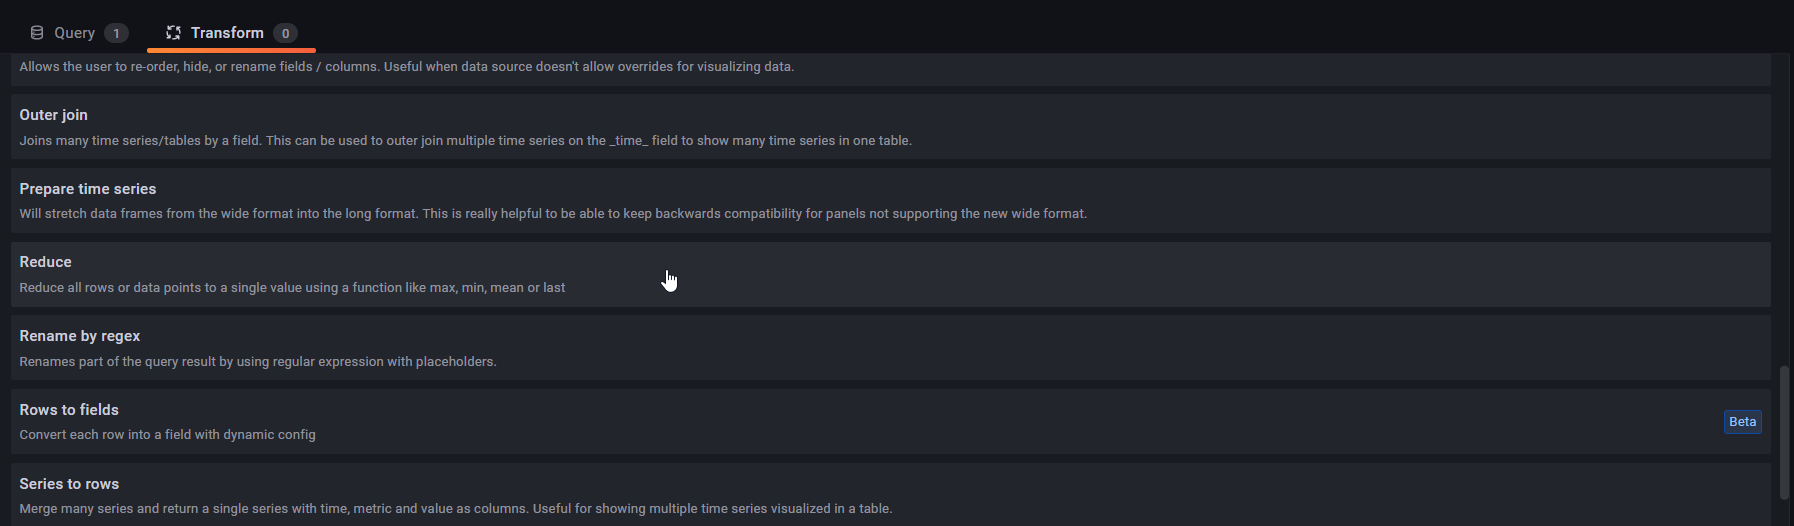 Query 1 Transform 0
Allows the user to re-order, hide, or rename fields / columns. Useful when data source doesn't allow overrides for visualizing data.
Outer join
Joins many time series/tables by a field. This can be used to outer join multiple time series on the _time_ field to show many time series in one table.
Prepare time series
Will stretch data frames from the wide format into the long format. This is really helpful to be able to keep backwards compatibility for panels not supporting the new wide format.
Reduce
Reduce all rows or data points to a single value using a function like max, min, mean or last
Rename by regex
Renames part of the query result by using regular expression with placeholders.
Rows to fields
Beta
Convert each row into a field with dynamic config
Series to rows
Merge many series and return a single series with time, metric and value as columns. Useful for showing multiple time series visualized in a table.